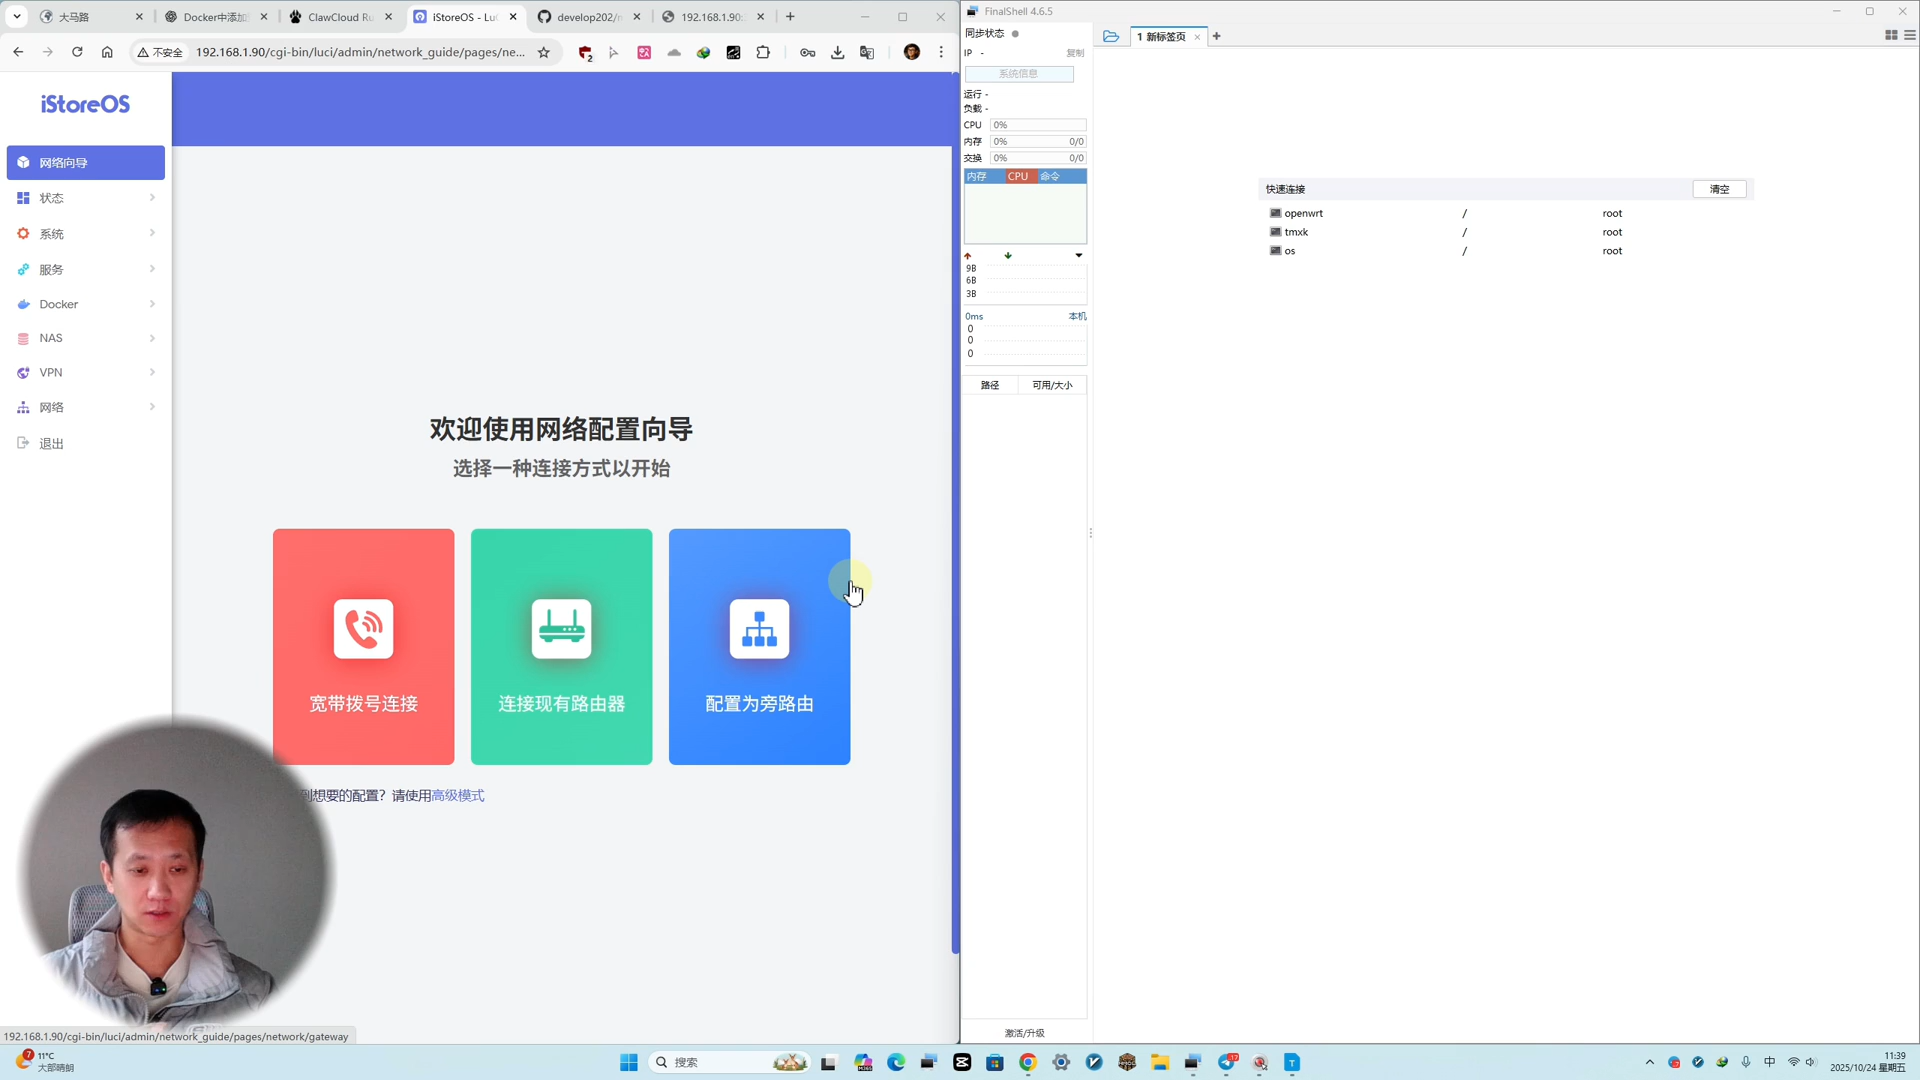 大马路
Docker中添加
ClawCloud Ru
iStoreOS - LuC
develop202/
192.168.1.90:
不安全
192.168.1.90/cgi-bin/luci/admin/network_guide/pages/ne...
2
iStoreOS
网络向导
状态
系统
服务
Docker
NAS
VPN
网络
退出
欢迎使用网络配置向导
选择一种连接方式以开始
宽带拨号连接
连接现有路由器
配置为旁路由
到想要的配置？请使用高级模式
192.168.1.90/cgi-bin/luci/admin/network_guide/pages/network/gateway
FinalShell 4.6.5
同步状态
IP -
复制
系统信息
运行 -
负载 -
CPU 0%
内存 0% 0/0
交换 0% 0/0
内存 CPU 命令
9B
6B
3B
0ms 本机
0
0
0
路径 可用/大小
激活/升级
1 新标签页
快速连接 清空
openwrt / root
tmxk / root
os / root
7
11°C
大部晴朗
搜索
17
中
11:39
2025/10/24 星期五